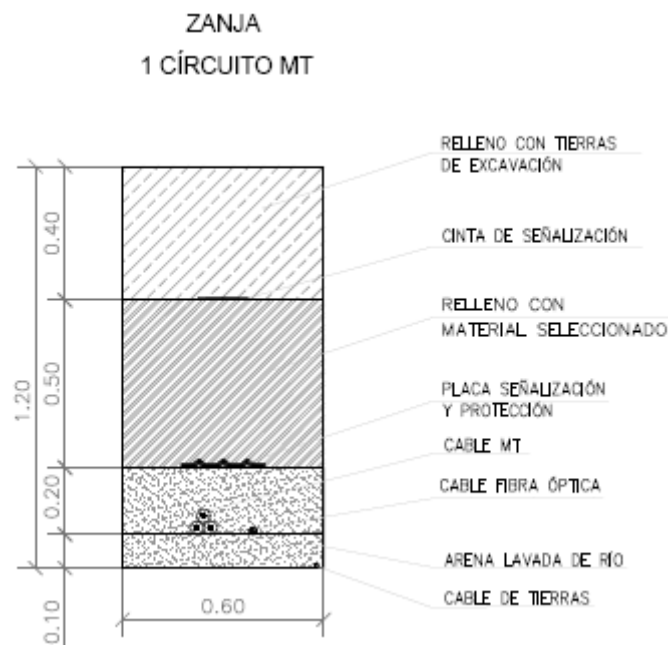 ZANJA
1 CÍRCUITO MT
RELLENO CON TIERRAS
DE EXCAVACIÓN
CINTA DE SEÑALIZACIÓN
RELLENO CON
MATERIAL SELECCIONADO
PLACA SEÑALIZACIÓN
Y PROTECCIÓN
CABLE MT
CABLE FIBRA ÓPTICA
ARENA LAVADA DE RÍO
CABLE DE TIERRAS
1.20
0.40
0.50
0.20
0.10
0.60